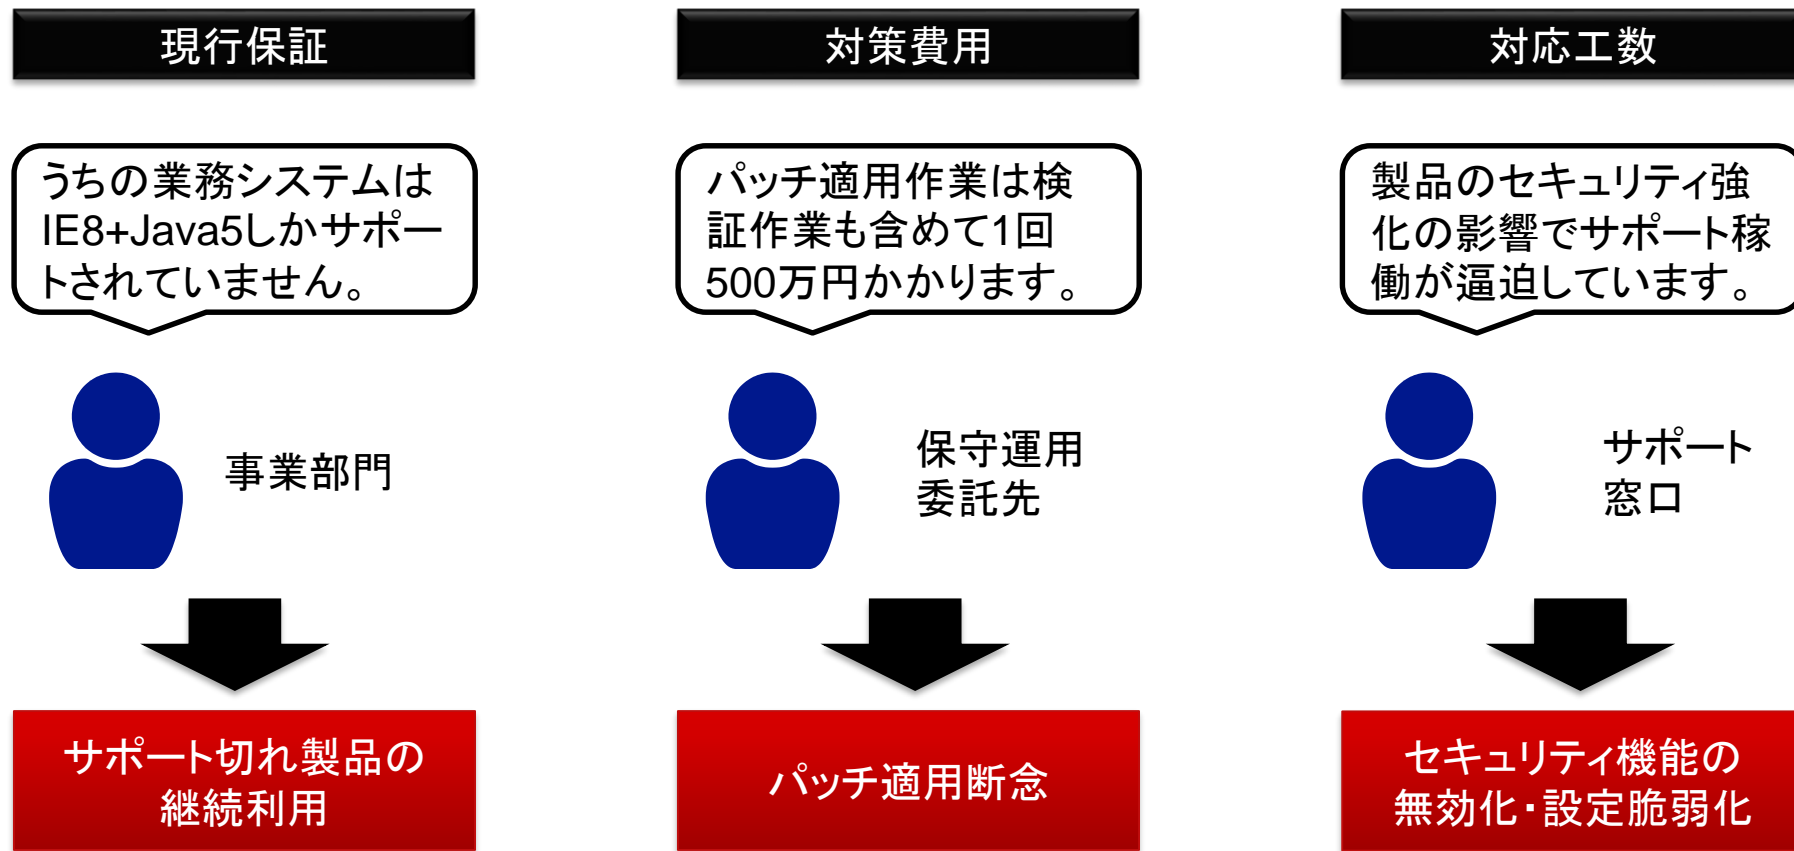 現行保証
対策費用
対応工数
うちの業務システムは
IE8+Java5しかサポー
トされていません。
パッチ適用作業は検
証作業も含めて1回
500万円かかります。
製品のセキュリティ強
化の影響でサポート稼
働が逼迫しています。
事業部門
保守運用
委託先
サポート
窓口
サポート切れ製品の
継続利用
パッチ適用断念
セキュリティ機能の
無効化・設定脆弱化